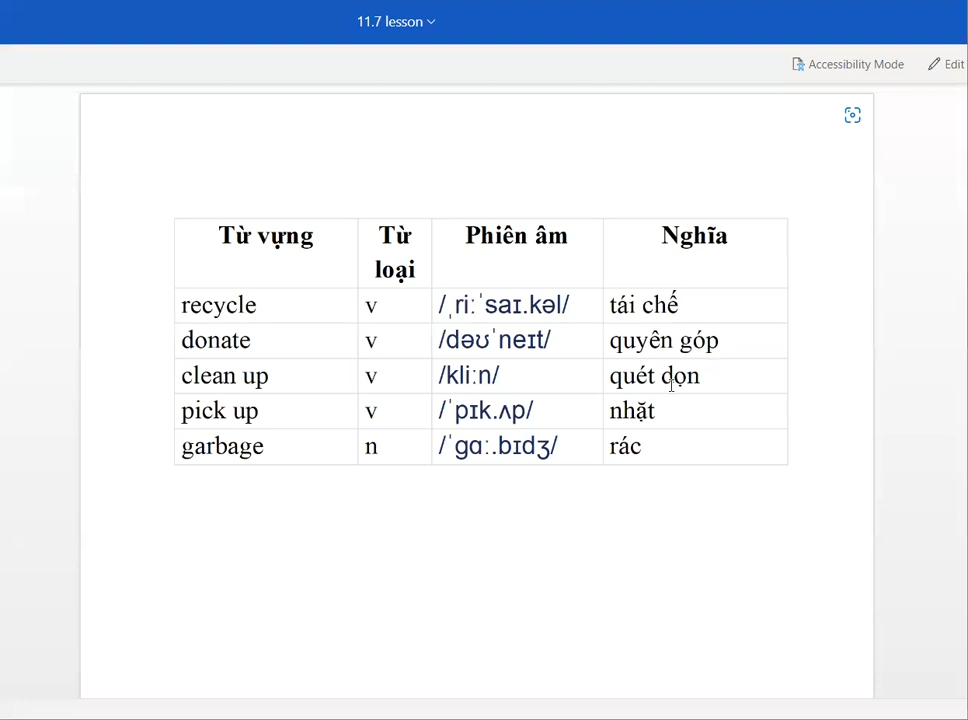 11.7 lesson
Accessibility Mode Edit
Từ vựng Từ loại Phiên âm Nghĩa
recycle v /ˌriːˈsaɪ.kəl/ tái chế
donate v /dəʊˈneɪt/ quyên góp
clean up v /kliːn/ quét dọn
pick up v /ˈpɪk.ʌp/ nhặt
garbage n /ˈɡɑː.bɪdʒ/ rác